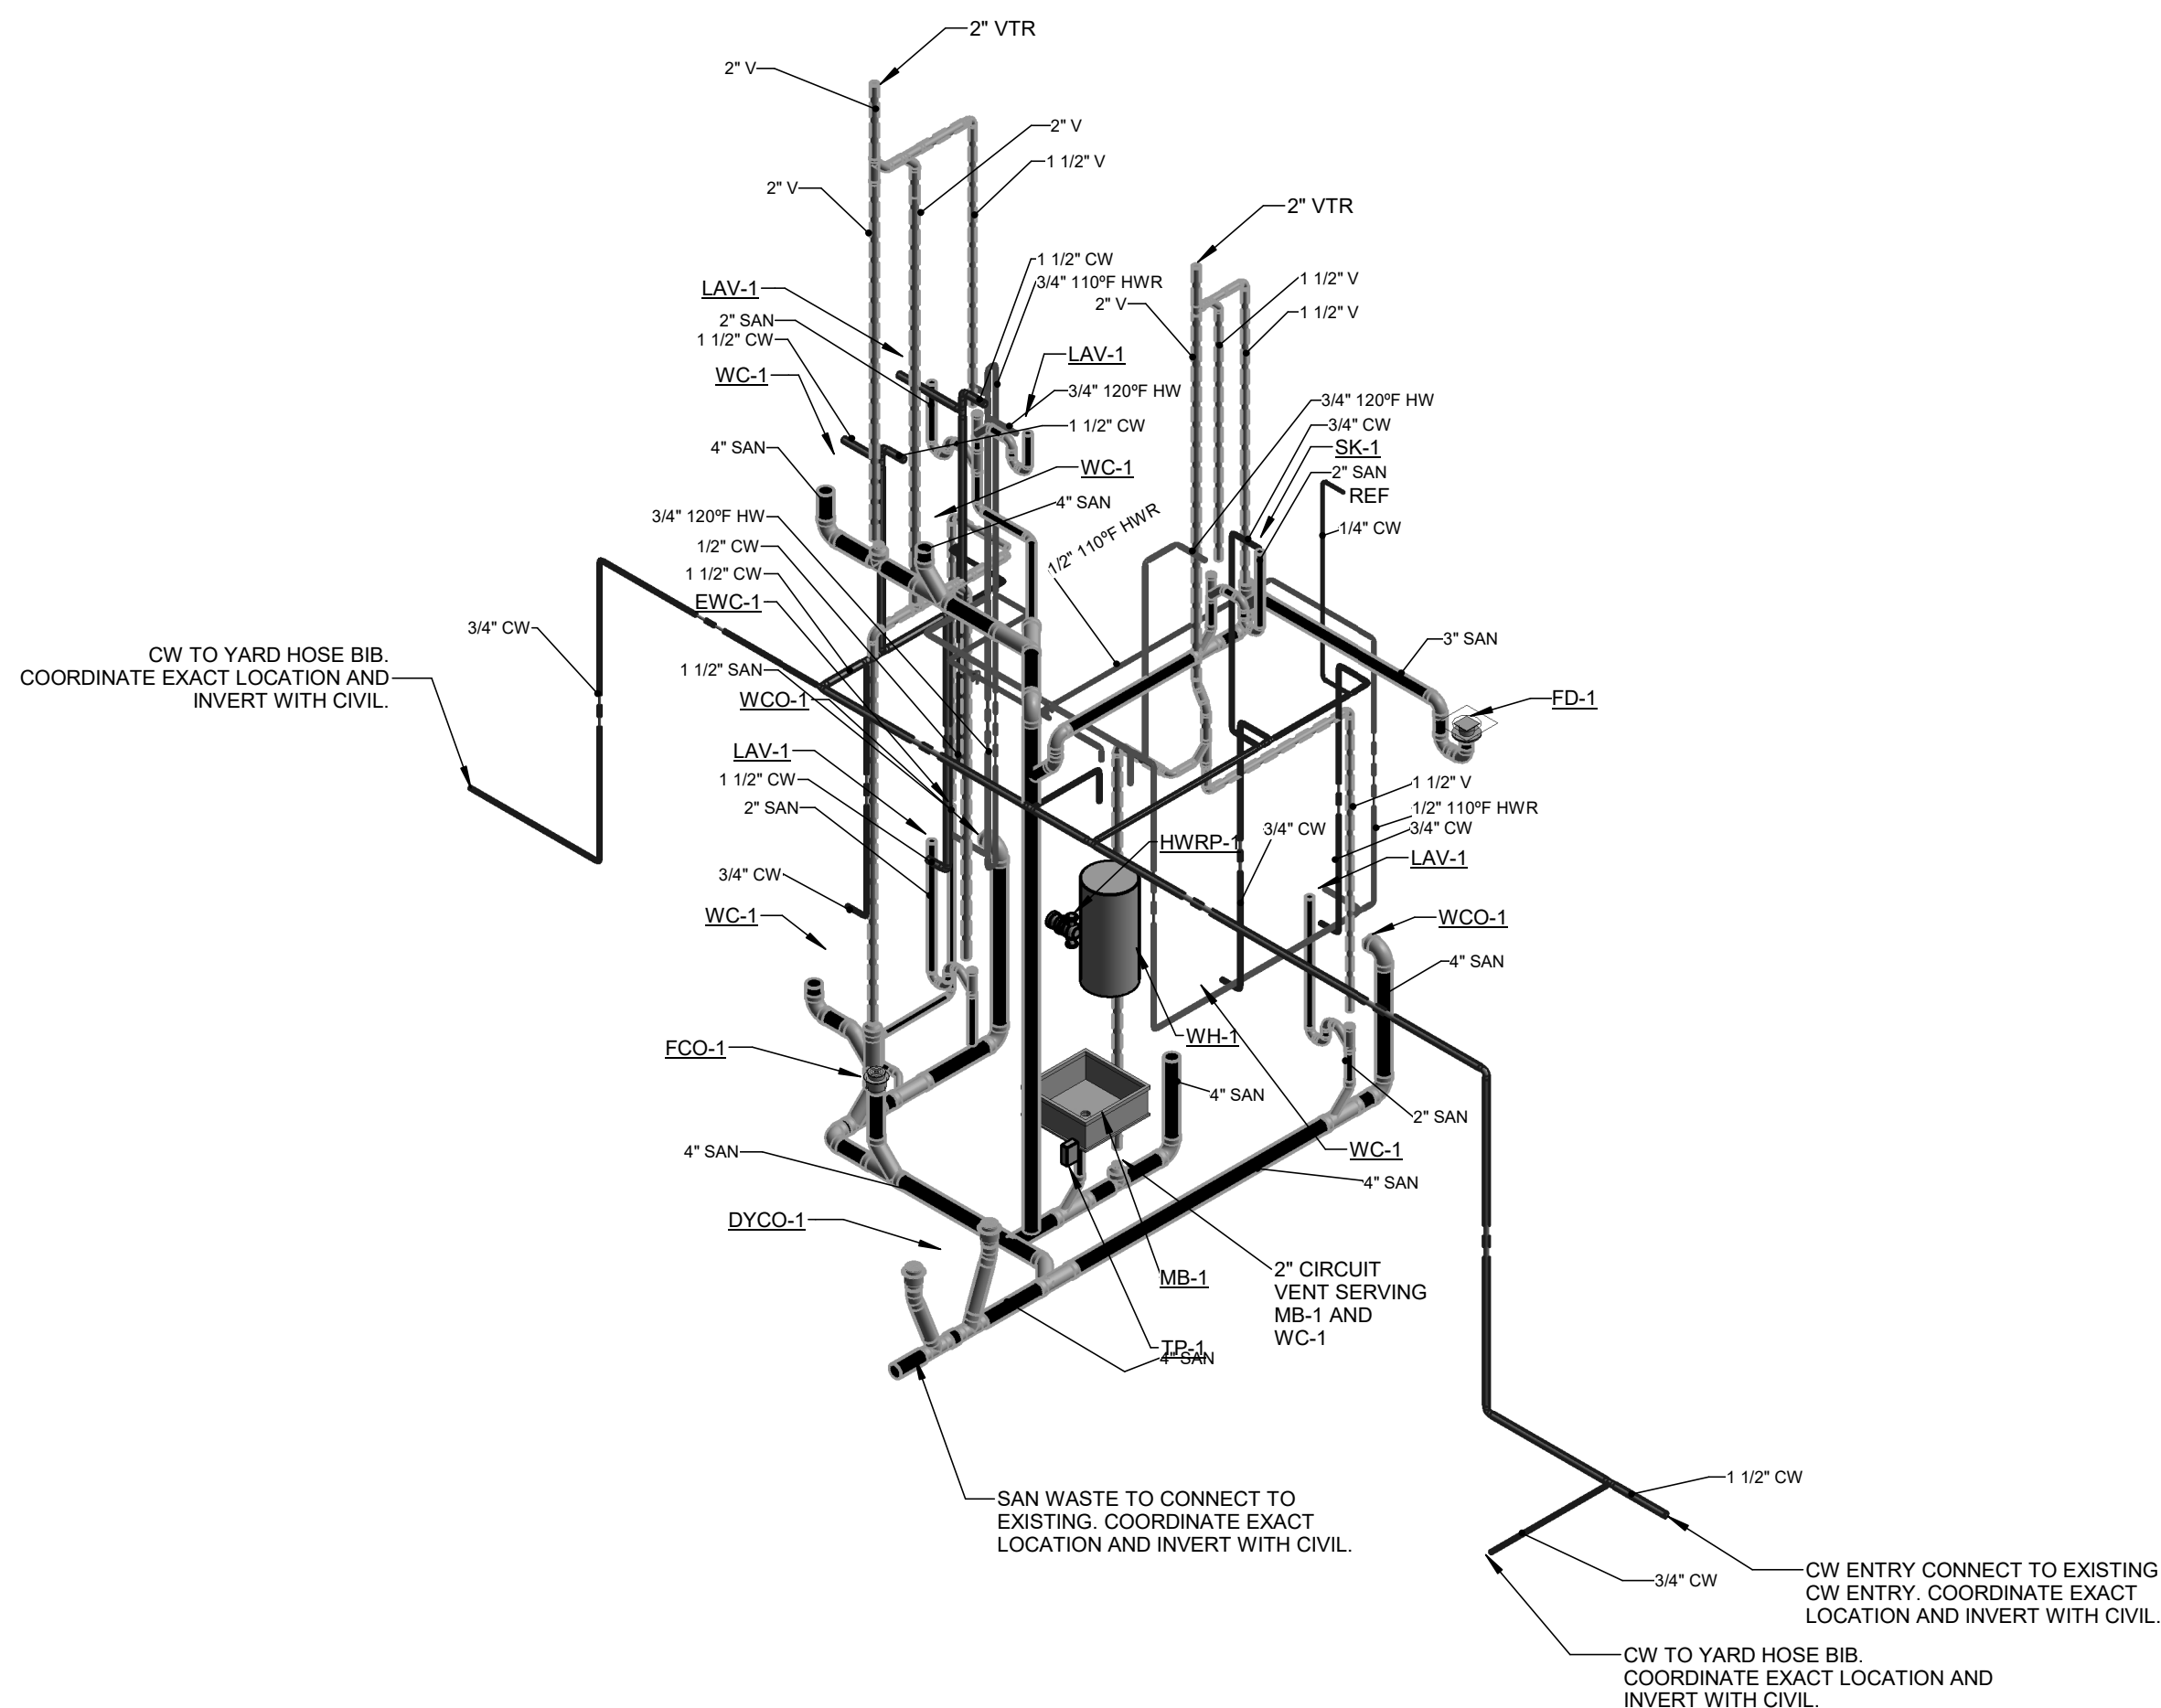 2" VTR
2" V
2" V
1 1/2" V
2" V
2" VTR
1 1/2" CW
3/4" 110ºF HWR
2" V
1 1/2" V
1 1/2" V
LAV-1
2" SAN
1 1/2" CW
WC-1
LAV-1
3/4" 120ºF HW
1 1/2" CW
3/4" 120ºF HW
3/4" CW
SK-1
2" SAN
REF
1/4" CW
4" SAN
WC-1
4" SAN
3/4" 120ºF HW
1/2" CW
1 1/2" CW
EWC-1
1/2" 110ºF HWR
3/4" CW
CW TO YARD HOSE BIB.
COORDINATE EXACT LOCATION AND
INVERT WITH CIVIL.
1 1/2" SAN
WCO-1
3" SAN
FD-1
LAV-1
1 1/2" CW
2" SAN
1 1/2" V
1/2" 110ºF HWR
3/4" CW
3/4" CW
HWRP-1
LAV-1
3/4" CW
WC-1
WCO-1
4" SAN
FCO-1
WH-1
4" SAN
2" SAN
WC-1
4" SAN
4" SAN
DYCO-1
MB-1
2" CIRCUIT
VENT SERVING
MB-1 AND
WC-1
TP-1
4" SAN
SAN WASTE TO CONNECT TO
EXISTING. COORDINATE EXACT
LOCATION AND INVERT WITH CIVIL.
1 1/2" CW
3/4" CW
CW ENTRY CONNECT TO EXISTING
CW ENTRY. COORDINATE EXACT
LOCATION AND INVERT WITH CIVIL.
CW TO YARD HOSE BIB.
COORDINATE EXACT LOCATION AND
INVERT WITH CIVIL.